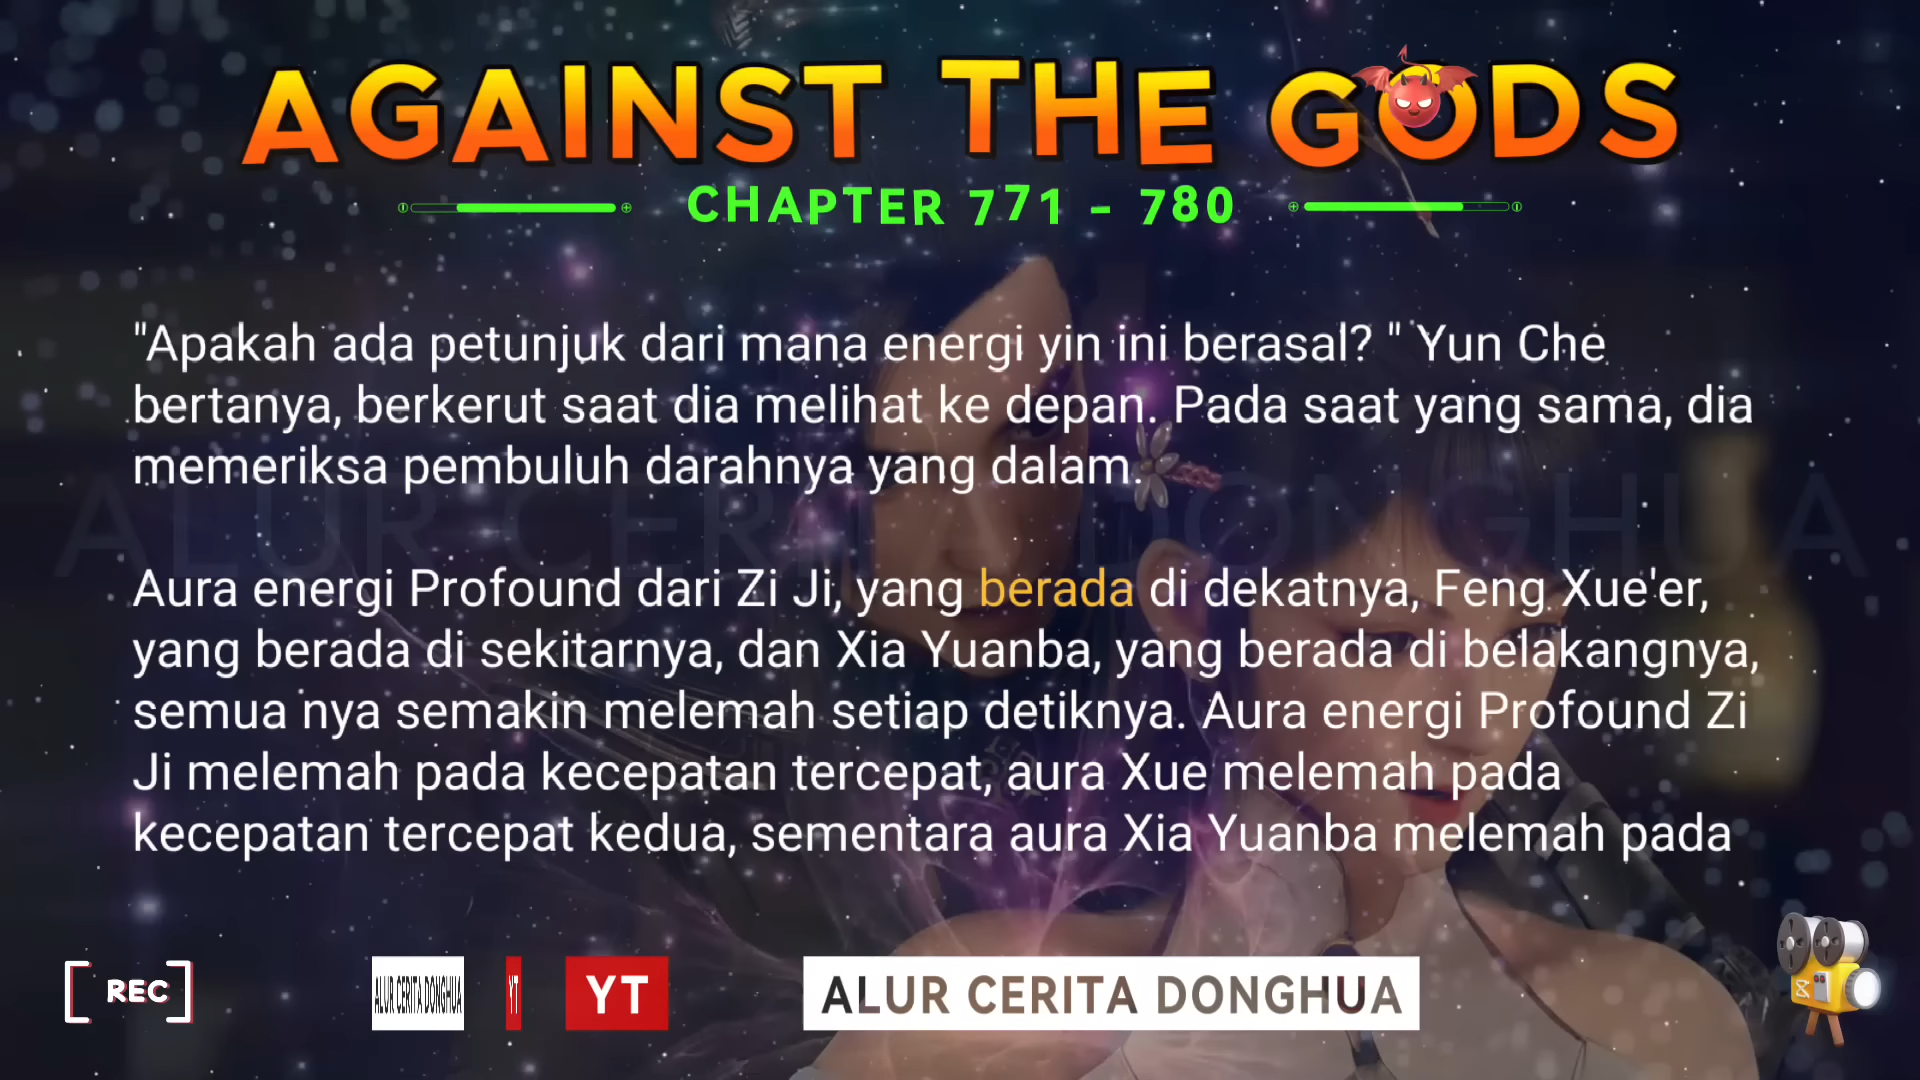 AGAINST THE GODS
CHAPTER 771 - 780
"Apakah ada petunjuk dari mana energi yin ini berasal? " Yun Che
bertanya, berkerut saat dia melihat ke depan. Pada saat yang sama, dia
memeriksa pembuluh darahnya yang dalam.
ALUR CERITA DONGHUA
Aura energi Profound dari Zi Ji, yang berada di dekatnya, Feng Xue'er,
yang berada di sekitarnya, dan Xia Yuanba, yang berada di belakangnya,
semua nya semakin melemah setiap detiknya. Aura energi Profound Zi
Ji melemah pada kecepatan tercepat, aura Xue melemah pada
kecepatan tercepat kedua, sementara aura Xia Yuanba melemah pada
REC
ALUR CERITA DONGHUA
YT
YT
ALUR CERITA DONGHUA